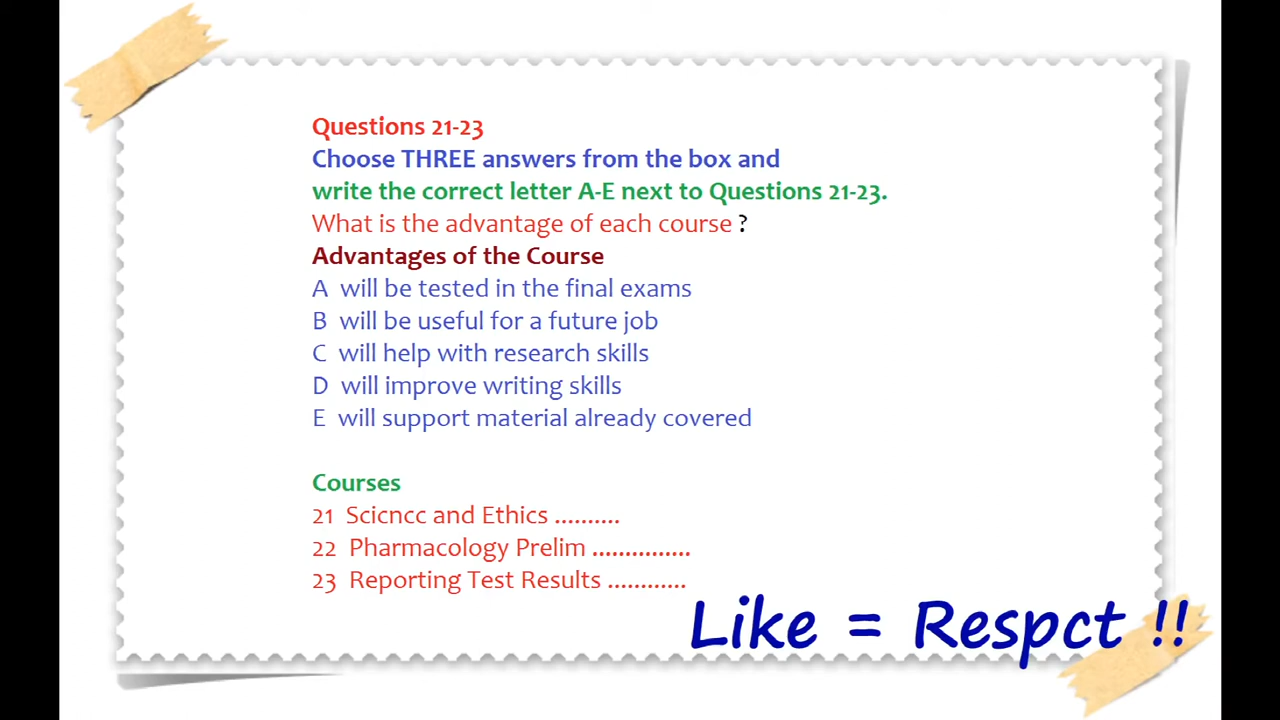 Questions 21-23
Choose THREE answers from the box and
write the correct letter A-E next to Questions 21-23.
What is the advantage of each course ?
Advantages of the Course
A will be tested in the final exams
B will be useful for a future job
C will help with research skills
D will improve writing skills
E will support material already covered
Courses
21 Scicncc and Ethics ..........
22 Pharmacology Prelim ...............
23 Reporting Test Results ............
Like = Respct !!